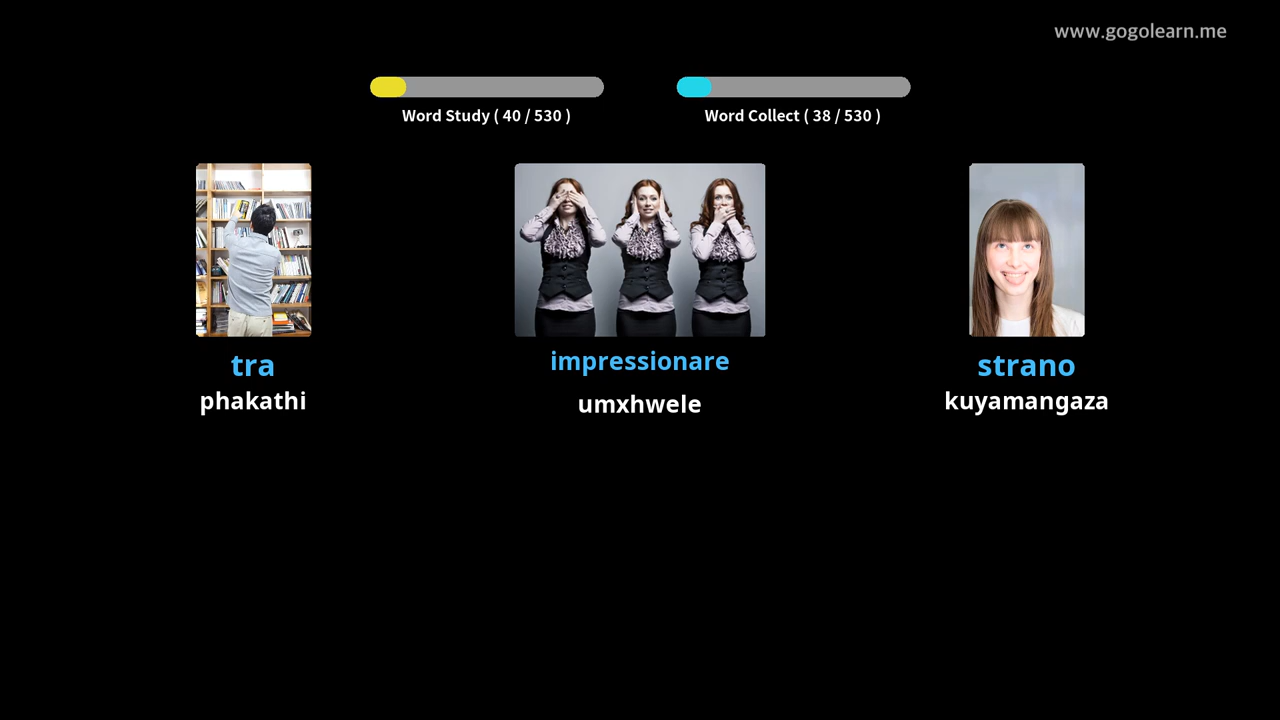 www.gogolearn.me
Word Study ( 40 / 530 )
Word Collect ( 38 / 530 )
tra
phakathi
impressionare
umxhwele
strano
kuyamangaza